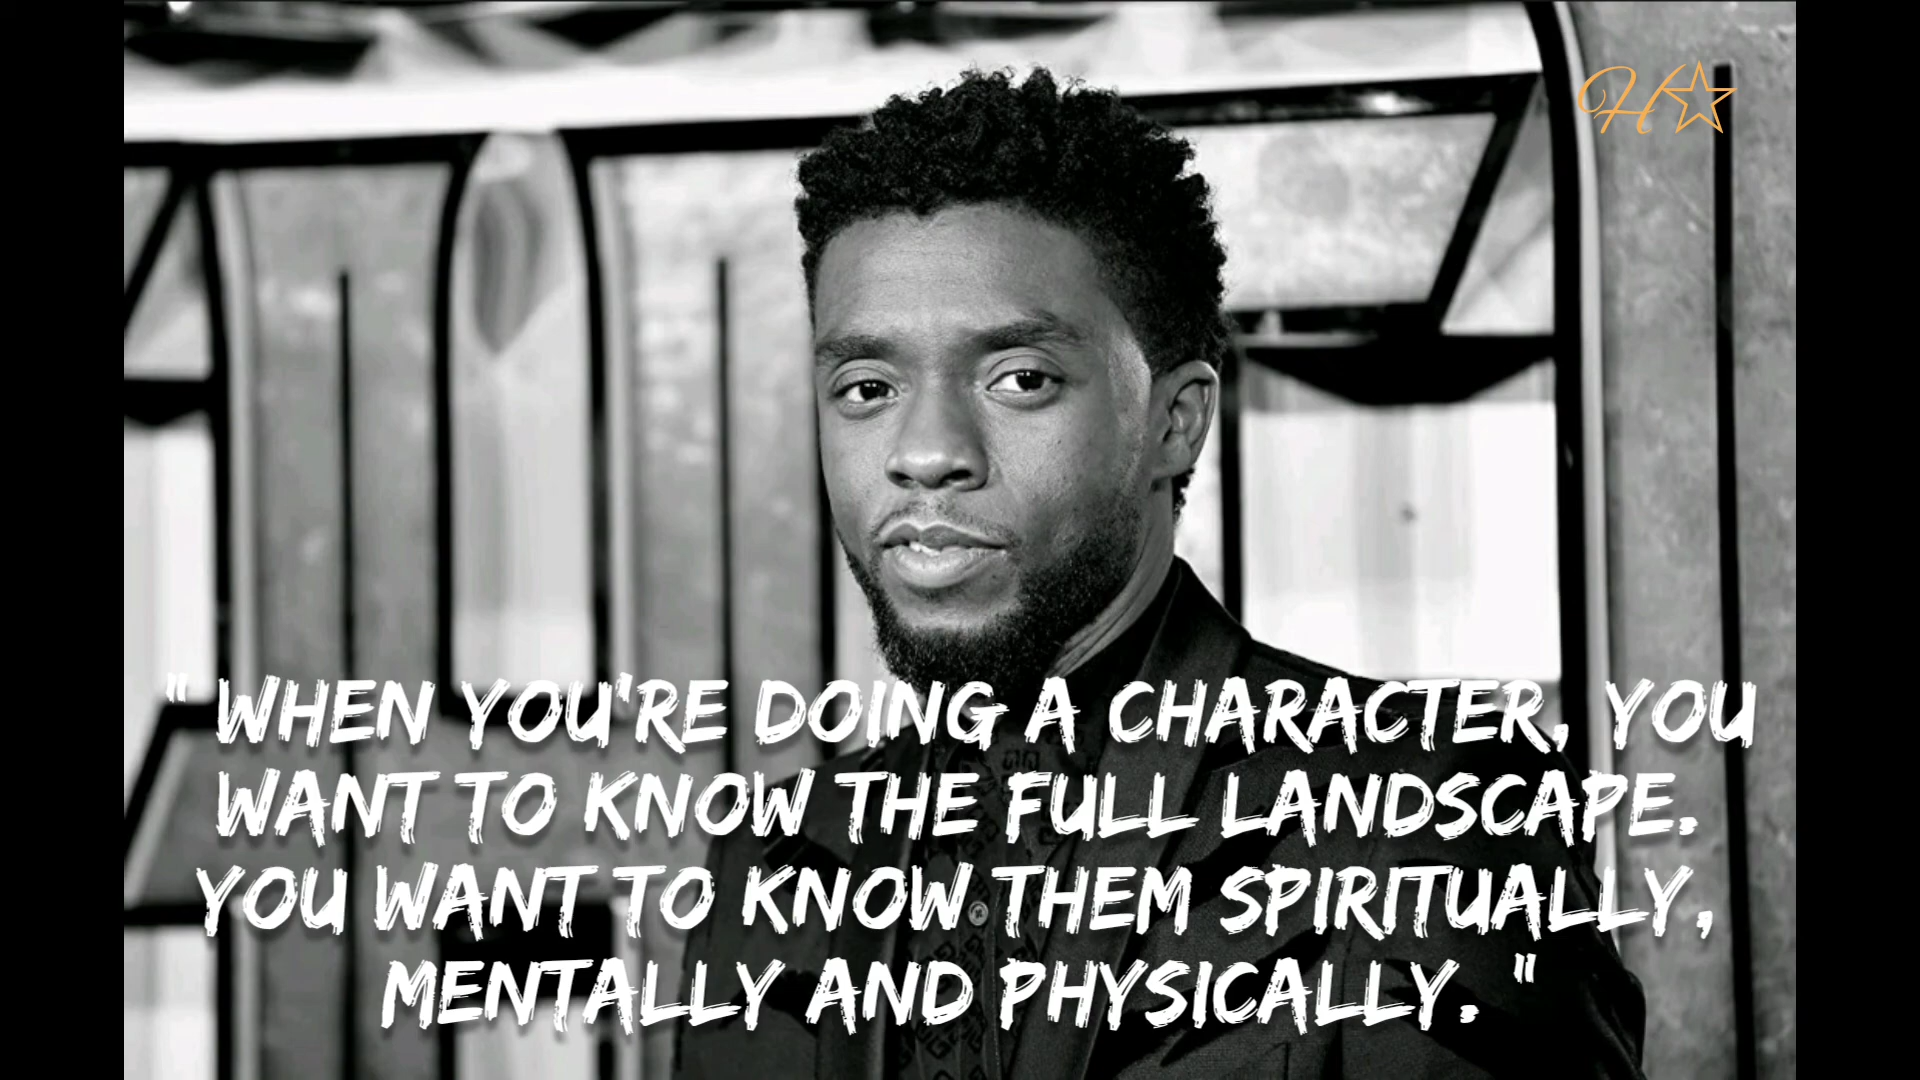 H
" WHEN YOU'RE DOING A CHARACTER, YOU
WANT TO KNOW THE FULL LANDSCAPE.
YOU WANT TO KNOW THEM SPIRITUALLY,
MENTALLY AND PHYSICALLY. "